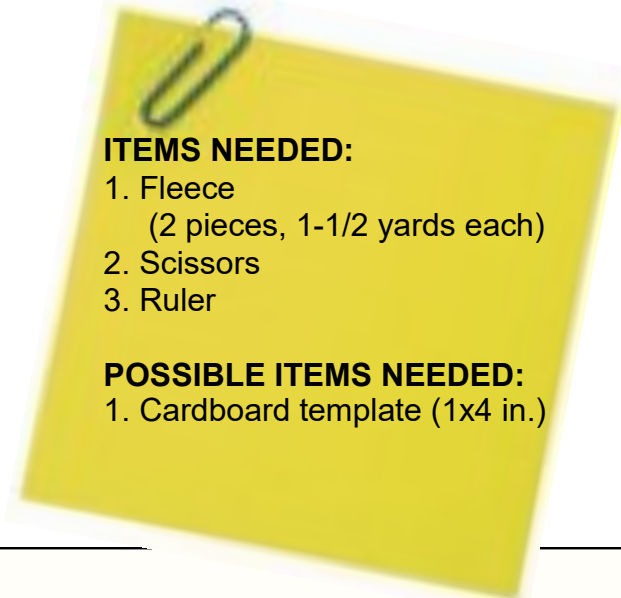 ITEMS NEEDED:
1. Fleece
(2 pieces, 1-1/2 yards each)
2. Scissors
3. Ruler
POSSIBLE ITEMS NEEDED:
1. Cardboard template (1x4 in.)